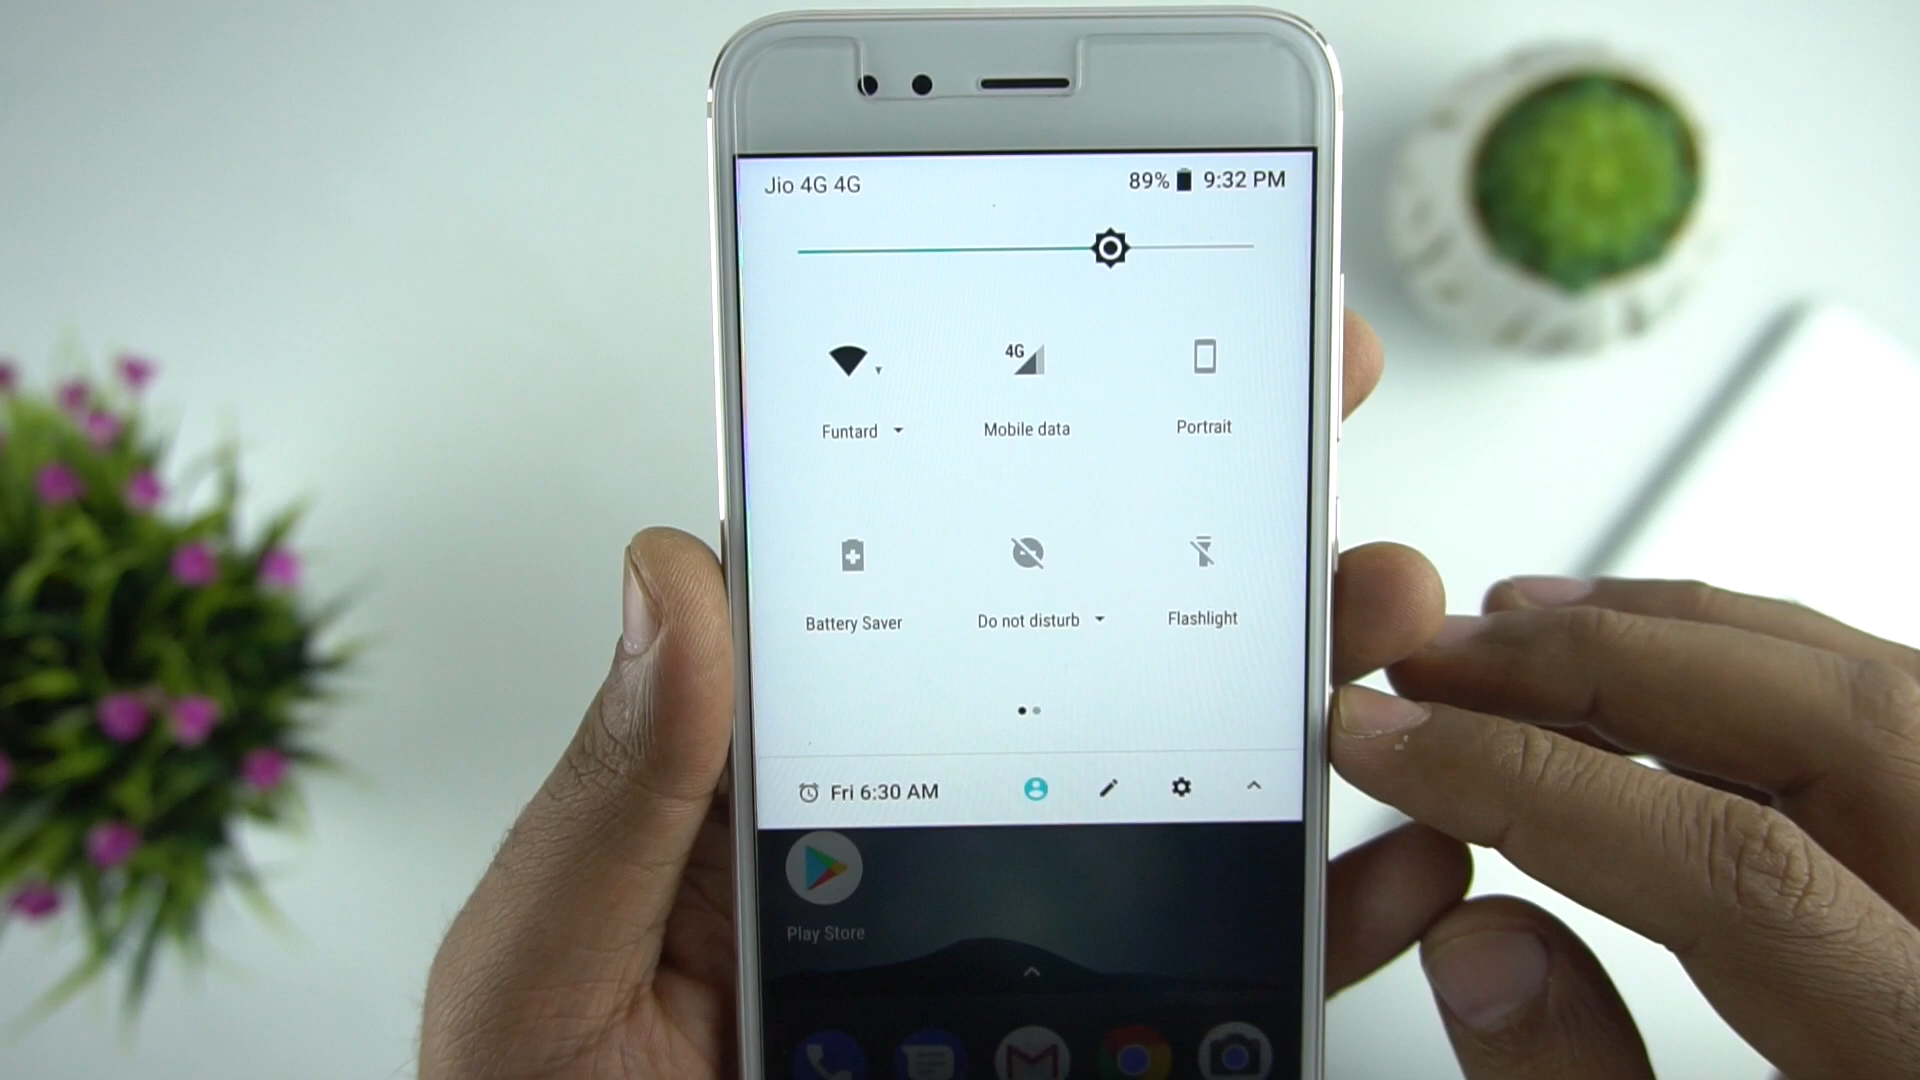 Jio 4G 4G 89% 9:32 PM
4G
Funtard Mobile data Portrait
Battery Saver Do not disturb Flashlight
Fri 6:30 AM
Play Store